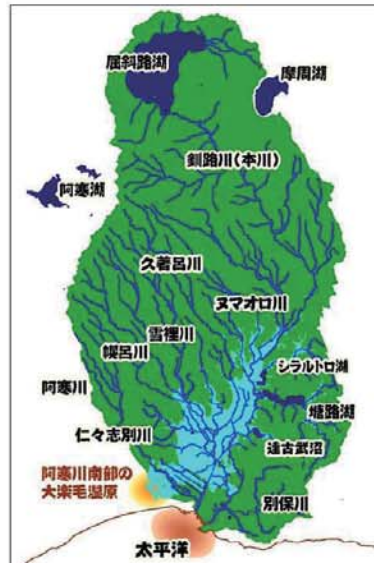 屈斜路湖
摩周湖
釧路川(本川)
阿寒湖
久著呂川
ヌマオロ川
雪裡川
幌呂川
シラルトロ湖
阿寒川
塘路湖
仁々志別川
達古武沼
阿寒川南部の
大楽毛湿原
別保川
太平洋